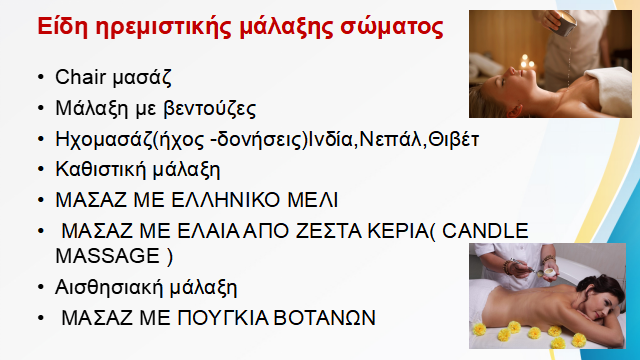 Είδη ηρεμιστικής μάλαξης σώματος
• Chair μασάζ
• Μάλαξη με βεντούζες
• Ηχομασάζ(ήχος -δονήσεις)Ινδία,Νεπάλ,Θιβέτ
• Καθιστική μάλαξη
• ΜΑΣΑΖ ΜΕ ΕΛΛΗΝΙΚΟ ΜΕΛΙ
• ΜΑΣΑΖ ΜΕ ΕΛΑΙΑ ΑΠΟ ΖΕΣΤΑ ΚΕΡΙΑ( CANDLE
MASSAGE )
• Αισθησιακή μάλαξη
• ΜΑΣΑΖ ΜΕ ΠΟΥΓΚΙΑ ΒΟΤΑΝΩΝ